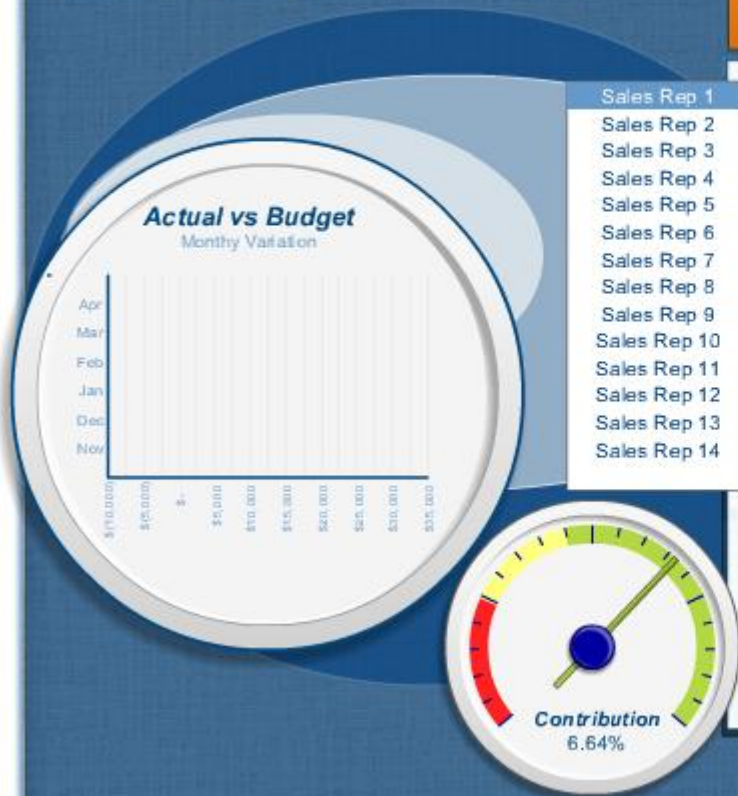 Actual vs Budget
Monthy Variation
Apr
Mar
Feb
Jan
Dec
Nov
$(10,000)
$(5,000)
$-
$5,000
$10,000
$15,000
$20,000
$25,000
$30,000
$35,000
Sales Rep 1
Sales Rep 2
Sales Rep 3
Sales Rep 4
Sales Rep 5
Sales Rep 6
Sales Rep 7
Sales Rep 8
Sales Rep 9
Sales Rep 10
Sales Rep 11
Sales Rep 12
Sales Rep 13
Sales Rep 14
Contribution
6.64%